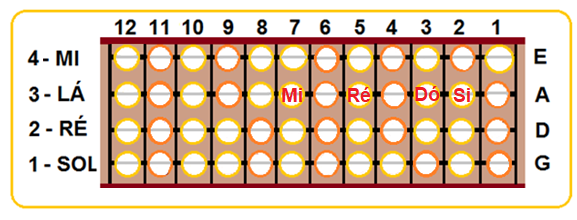 12 11 10 9 8 7 6 5 4 3 2 1
4 - MI E
3 - LÁ Mi Ré Dó Si A
2 - RÉ D
1 - SOL G